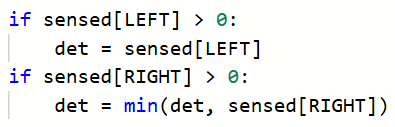 if sensed[LEFT] > 0:
    det = sensed[LEFT]
if sensed[RIGHT] > 0:
    det = min(det, sensed[RIGHT])